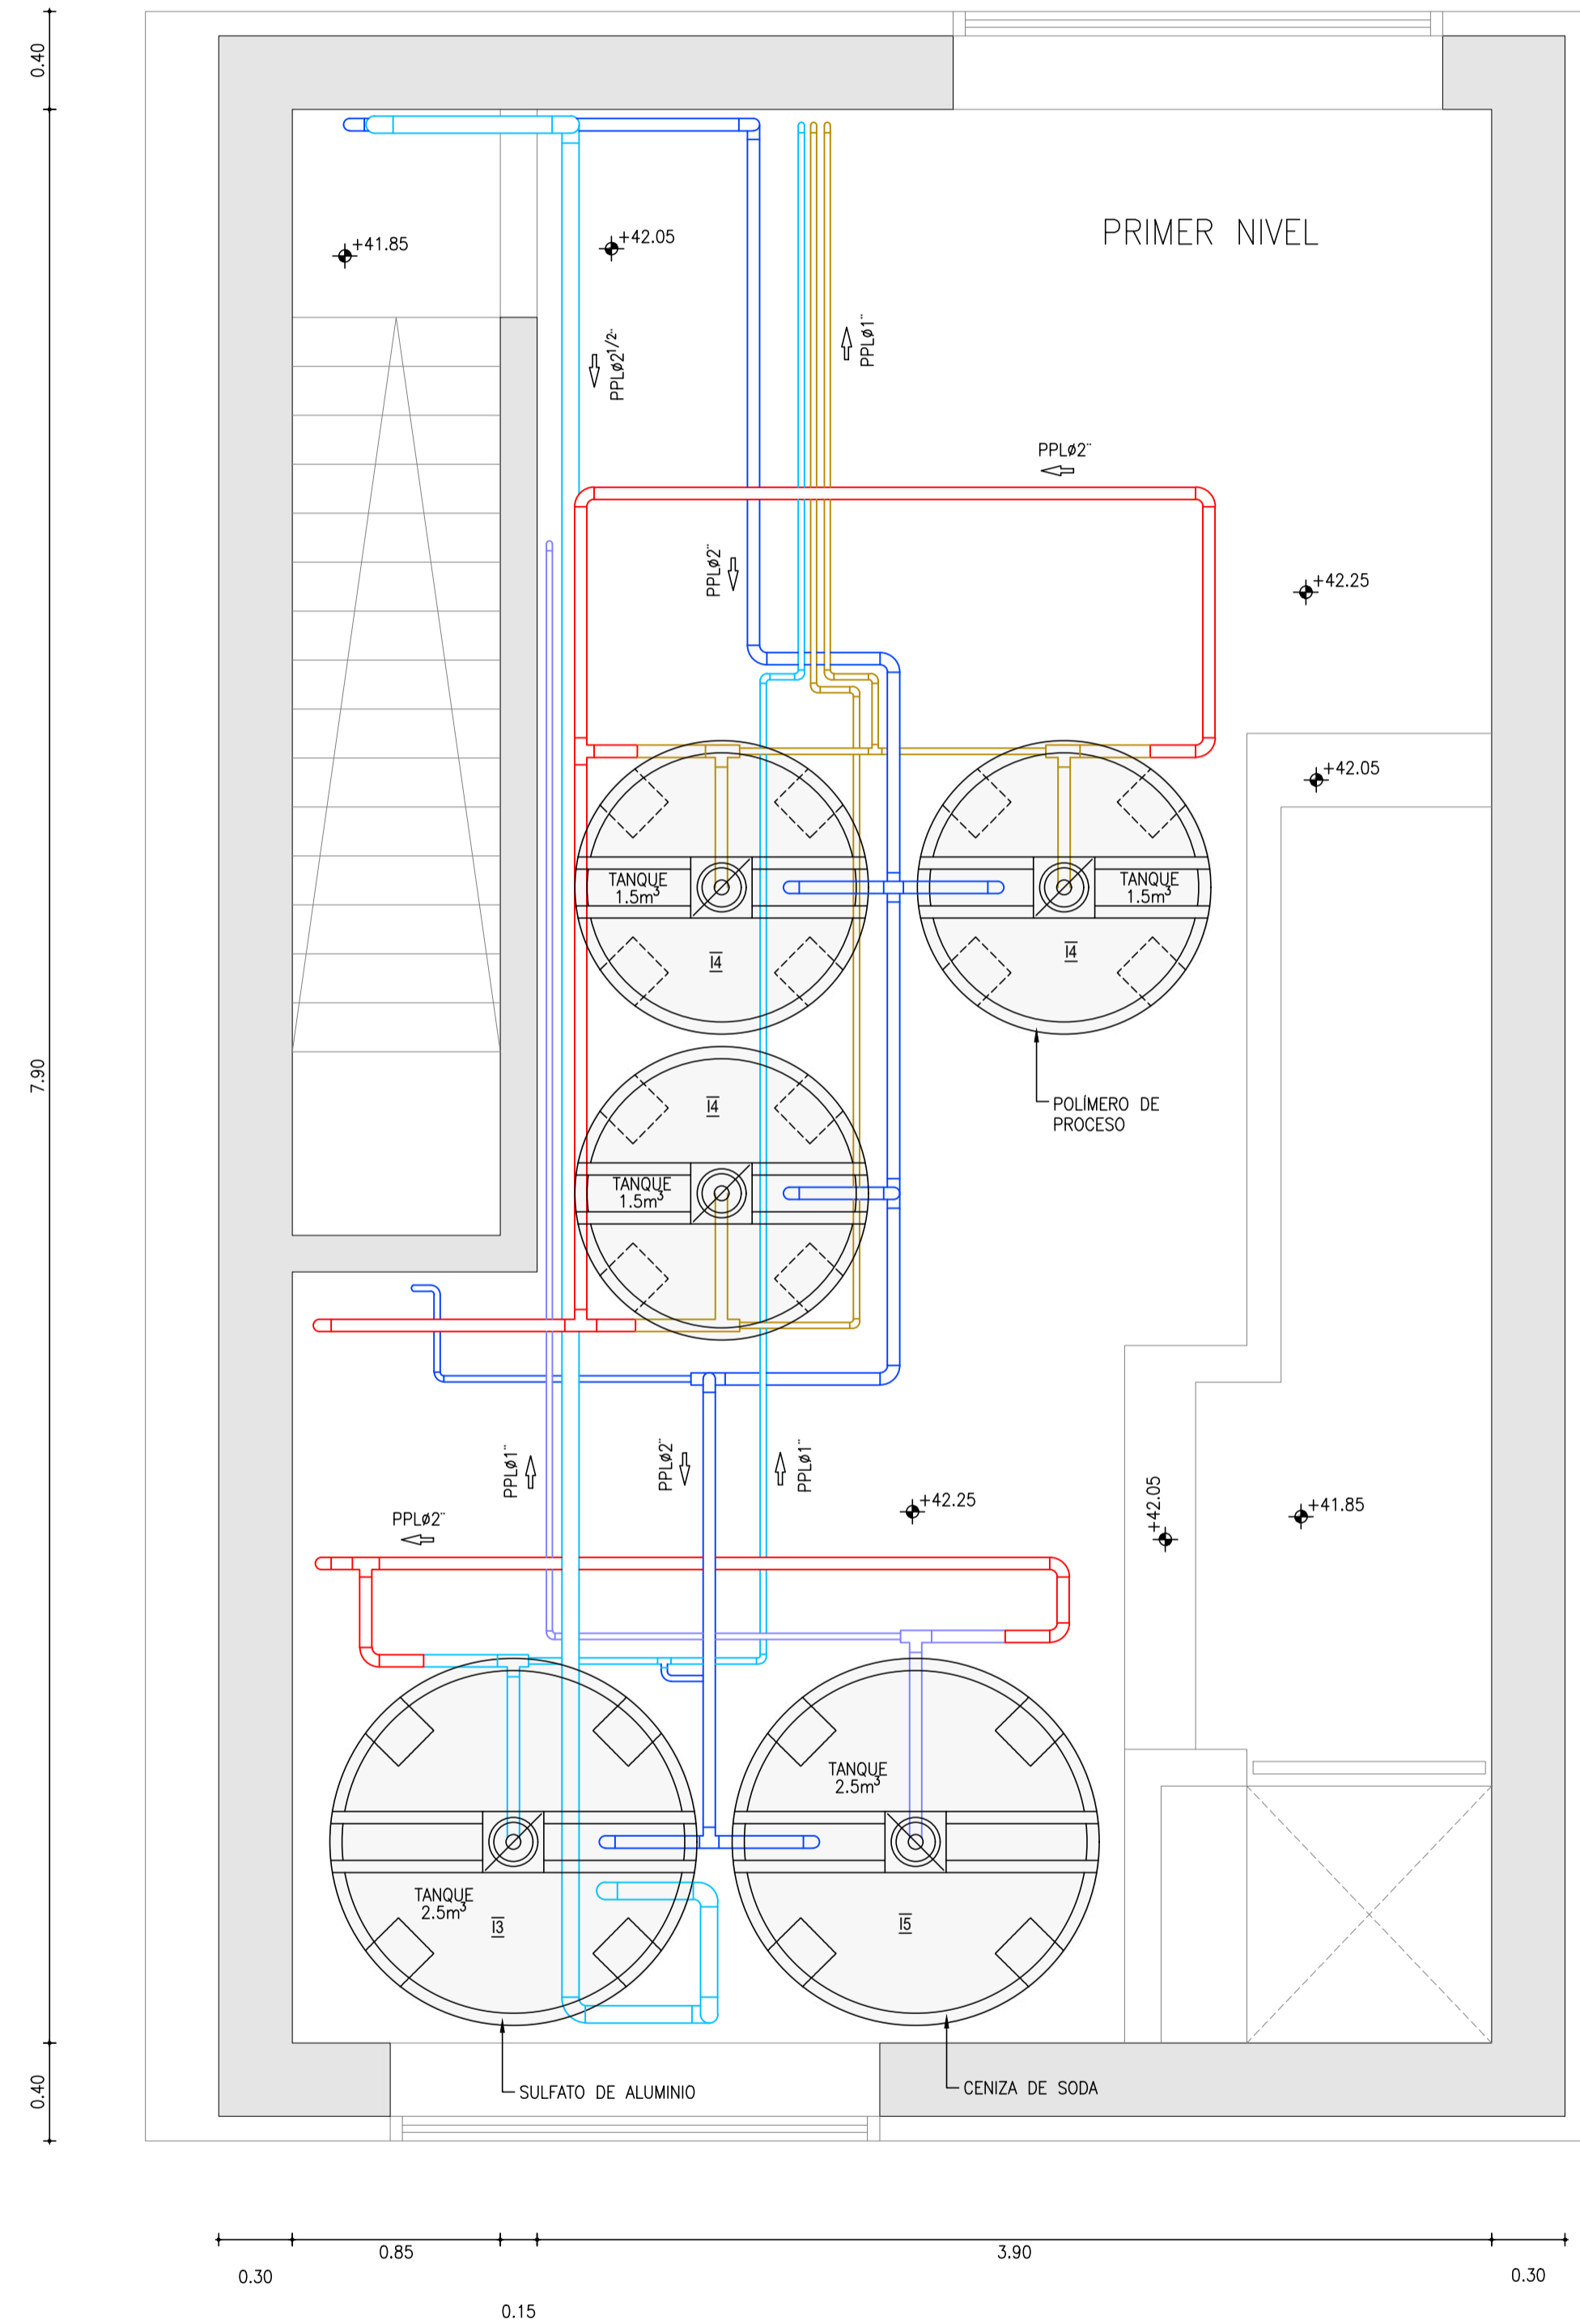 0.40
+41.85
+42.05
PRIMER NIVEL
PPLø2 1/2"
PPLø1"
PPLø2"
PPLø2"
+42.25
+42.05
TANQUE
1.5m³
TANQUE
1.5m³
I4
I4
7.90
I4
POLÍMERO DE
PROCESO
TANQUE
1.5m³
PPLø1"
PPLø2"
PPLø1"
+42.25
+42.05
+41.85
PPLø2"
TANQUE
2.5m³
TANQUE
2.5m³
I3
I5
0.40
SULFATO DE ALUMINIO
CENIZA DE SODA
0.85
3.90
0.30
0.30
0.15